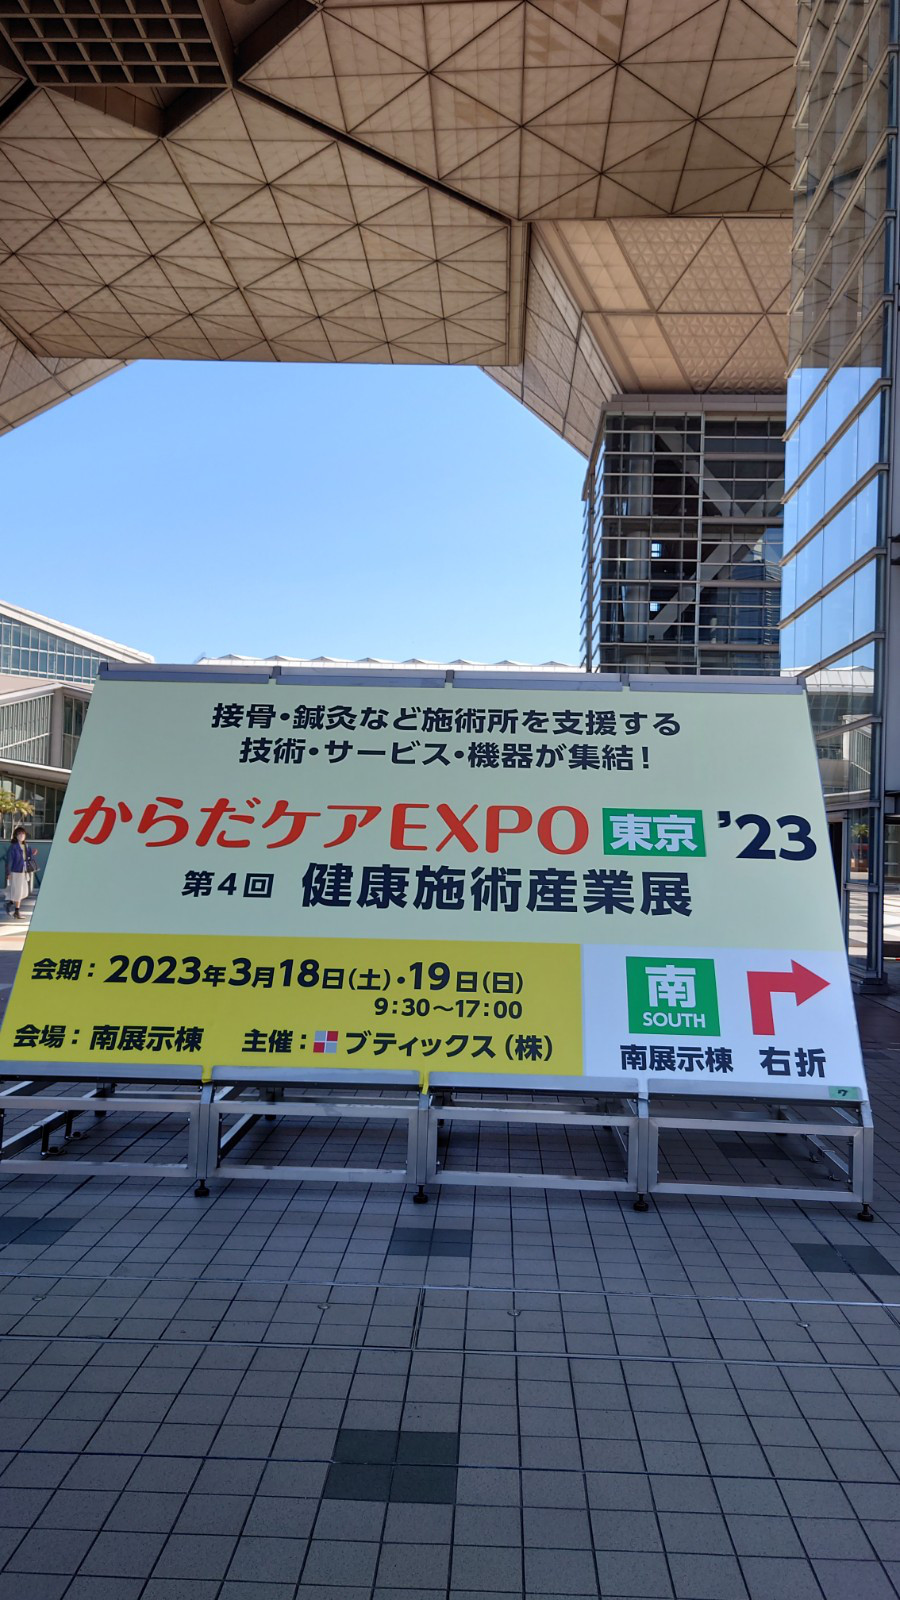 接骨・鍼灸など施術所を支援する
技術・サービス・機器が集結!
からだケアEXPO 東京 '23
第4回 健康施術産業展
会期:2023年3月18日(土)・19日(日)
9:30〜17:00
会場:南展示棟 主催:ブティックス(株)
南
SOUTH
南展示棟 右折
ワ